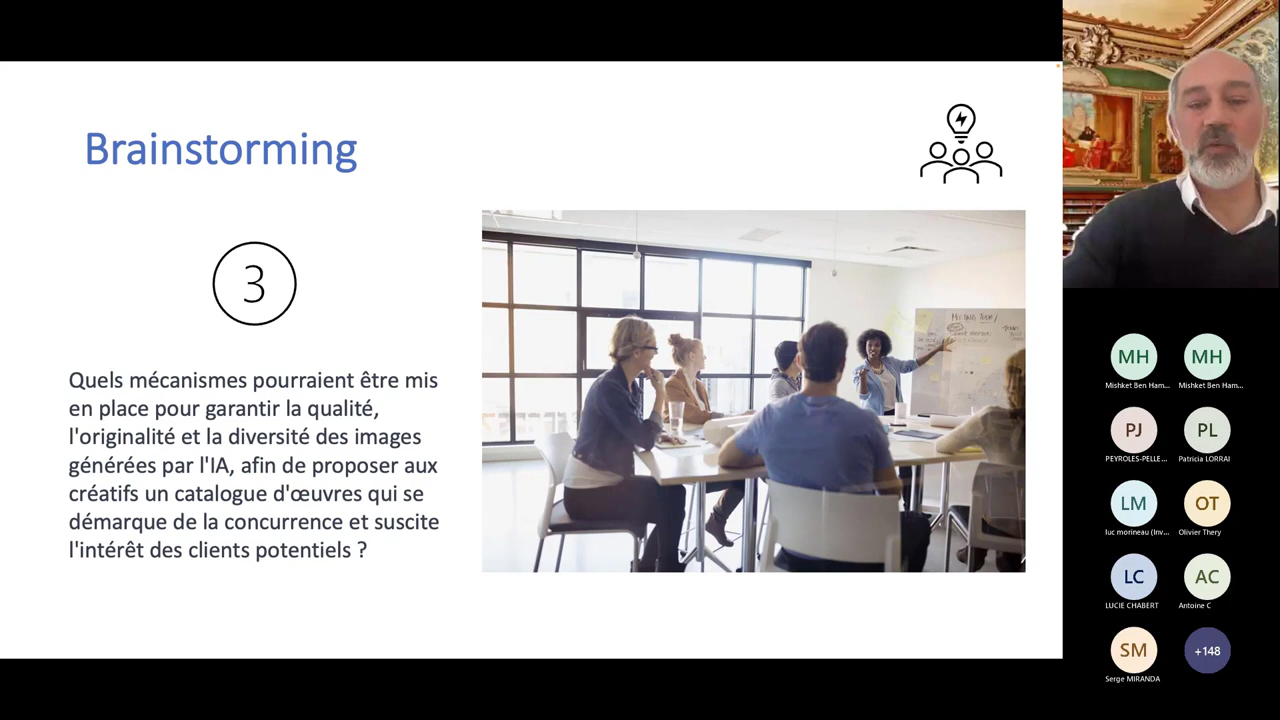 Brainstorming
3
Quels mécanismes pourraient être mis
en place pour garantir la qualité,
l'originalité et la diversité des images
générées par l'IA, afin de proposer aux
créatifs un catalogue d'œuvres qui se
démarque de la concurrence et suscite
l'intérêt des clients potentiels ?
MH
MH
Mishket Ben Ham...
Mishket Ben Ham...
PJ
PL
PEYROLES-PELLE...
Patricia LORRAI
LM
OT
luc morineau (Inv...
Olivier Thery
LC
AC
LUCIE CHABERT
Antoine C
SM
+148
Serge MIRANDA